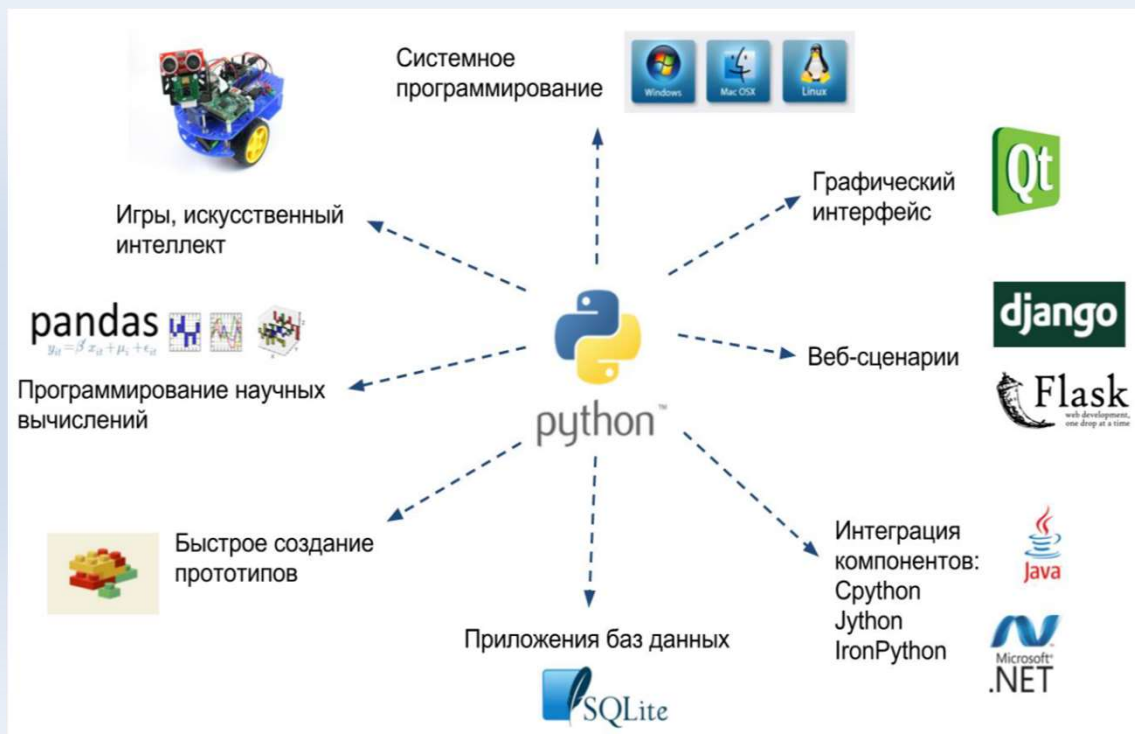 Системное
программирование
Windows
Mac OSX
Linux
Графический
интерфейс
Qt
Игры, искусственный
интеллект
django
Веб-сценарии
Flask
web development,
one drop at a time
pandas
Программирование научных
вычислений
python™
Быстрое создание
прототипов
Интеграция
компонентов:
Cpython
Jython
IronPython
Java
Microsoft®
.NET
Приложения баз данных
SQLite